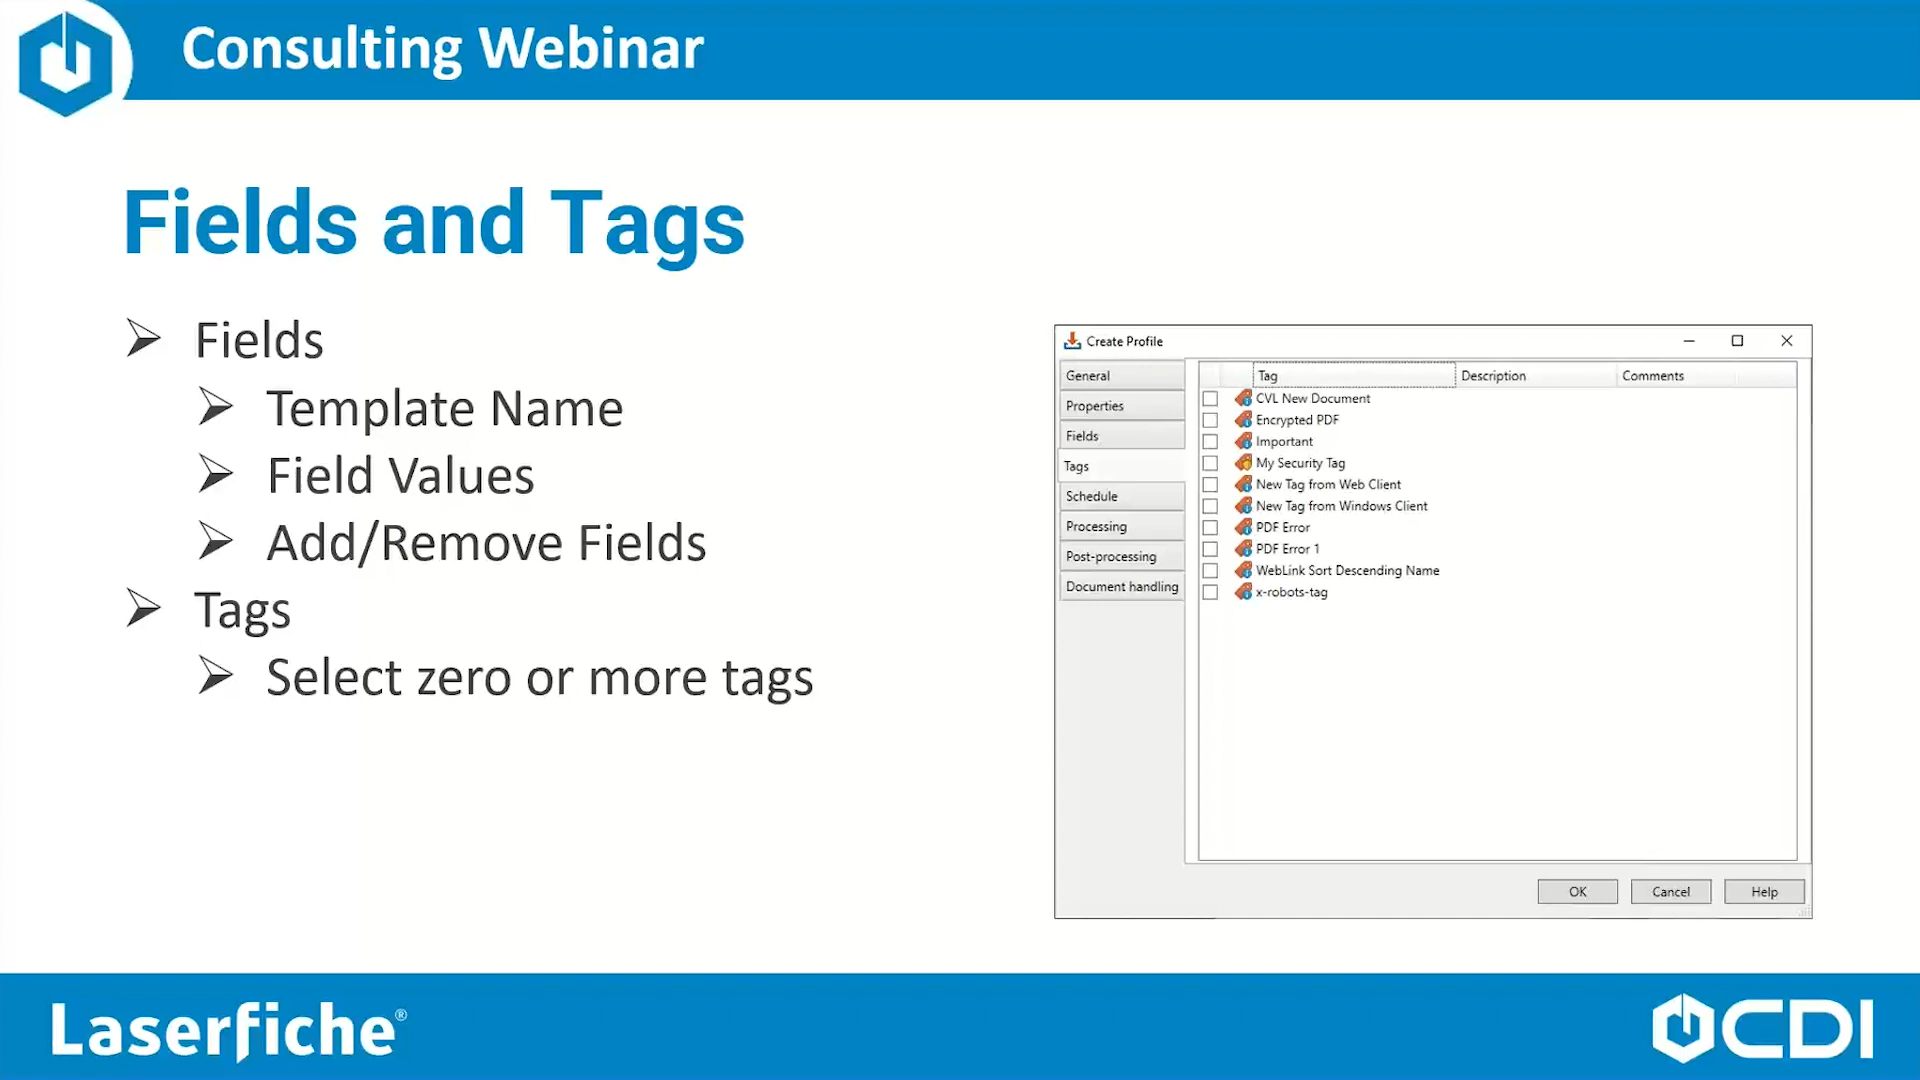 Consulting Webinar
Fields and Tags
Fields
Template Name
Field Values
Add/Remove Fields
Tags
Select zero or more tags
Create Profile
General
Properties
Fields
Tags
Schedule
Processing
Post-processing
Document handling
Tag Description Comments
CVL New Document
Encrypted PDF
Important
My Security Tag
New Tag from Web Client
New Tag from Windows Client
PDF Error
PDF Error 1
WebLink Sort Descending Name
x-robots-tag
OK Cancel Help
Laserfiche®
CDI